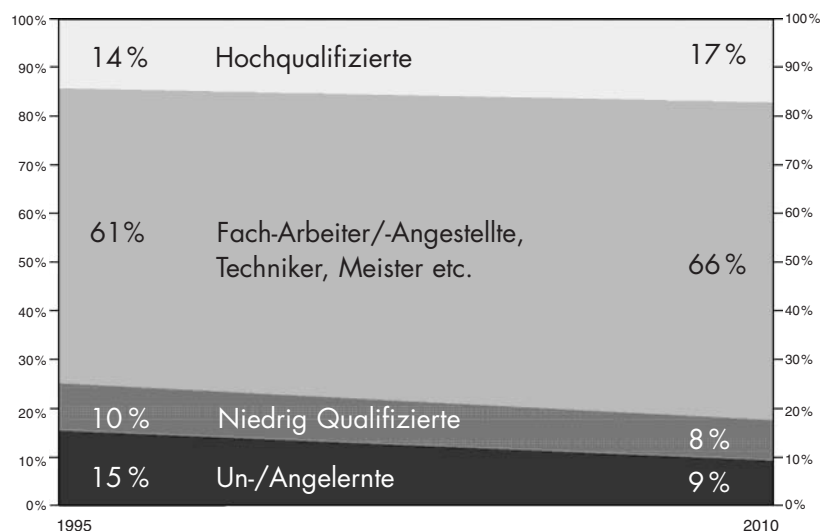 100% 100%
14% Hochqualifizierte 17%
90% 90%
80% 80%
70% 70%
61% Fach-Arbeiter/-Angestellte,
60% 60%
Techniker, Meister etc. 66%
50% 50%
40% 40%
30% 30%
20% 20%
10% Niedrig Qualifizierte 8%
10% 10%
15% Un-/Angelernte 9%
0% 0%
1995 2010